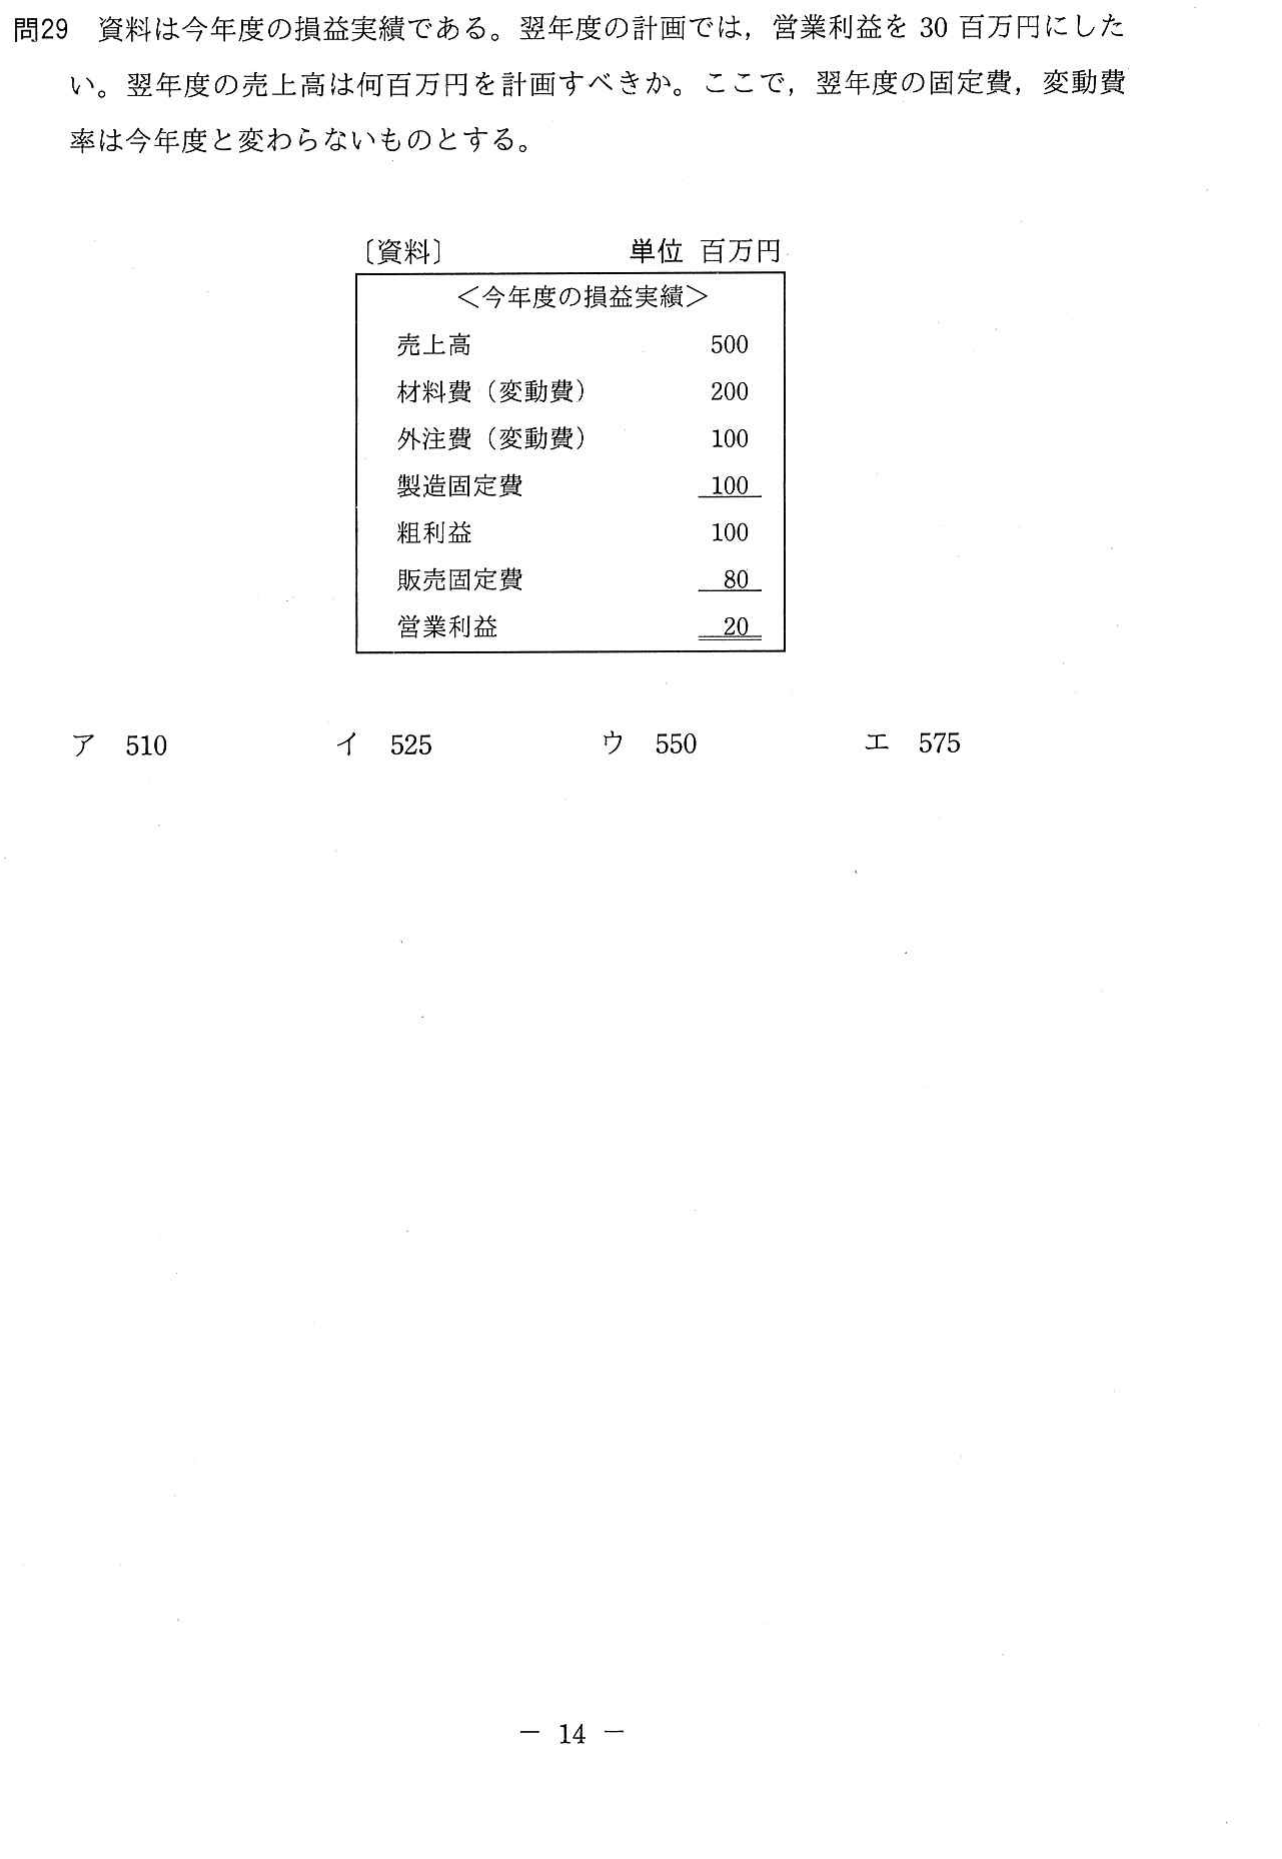 問29　資料は今年度の損益実績である。翌年度の計画では，営業利益を 30 百万円にした
い。翌年度の売上高は何百万円を計画すべきか。ここで，翌年度の固定費，変動費
率は今年度と変わらないものとする。
〔資料〕　単位 百万円
＜今年度の損益実績＞
売上高　500
材料費（変動費）　200
外注費（変動費）　100
製造固定費　100
粗利益　100
販売固定費　80
営業利益　20
ア　510　イ　525　ウ　550　エ　575
－ 14 －